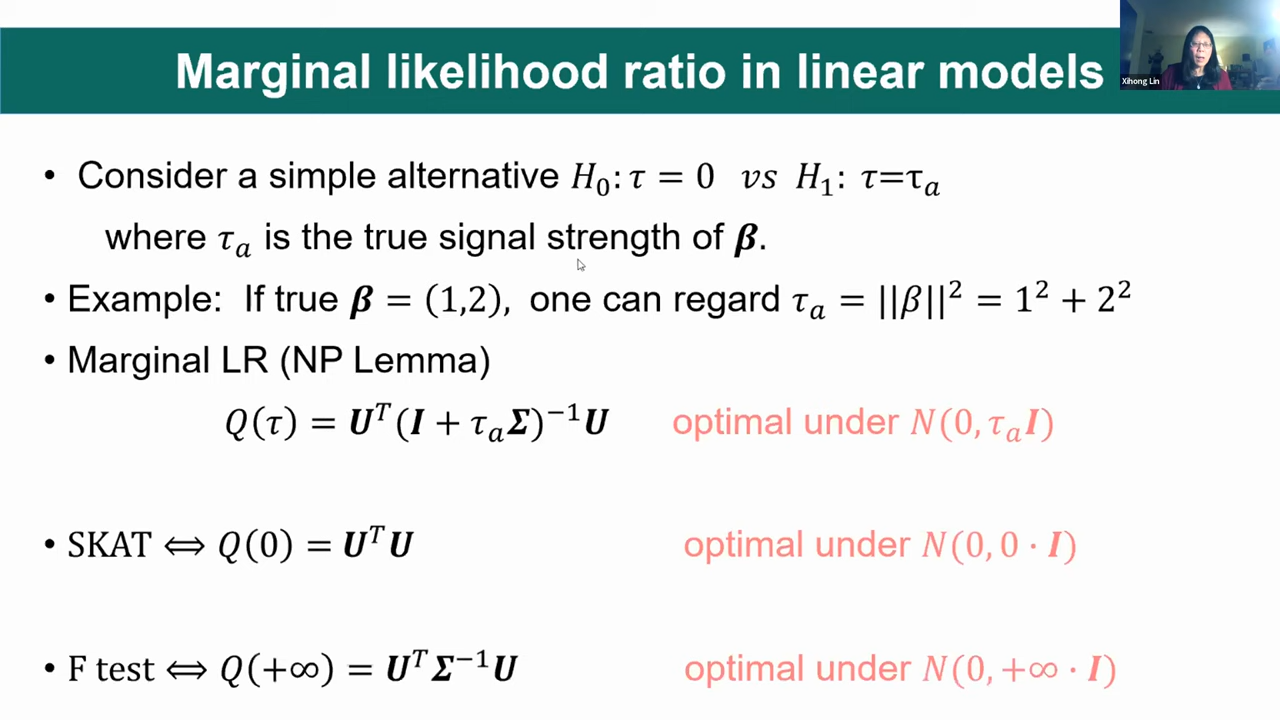 Marginal likelihood ratio in linear models
Xihong Lin
• Consider a simple alternative H₀: τ = 0 vs H₁: τ=τₐ
where τₐ is the true signal strength of β.
• Example: If true β = (1,2), one can regard τₐ = ||β||² = 1² + 2²
• Marginal LR (NP Lemma)
Q(τ) = Uᵀ(I + τₐΣ)⁻¹U optimal under N(0, τₐI)
• SKAT ⟺ Q(0) = UᵀU optimal under N(0, 0 · I)
• F test ⟺ Q(+∞) = UᵀΣ⁻¹U optimal under N(0, +∞ · I)